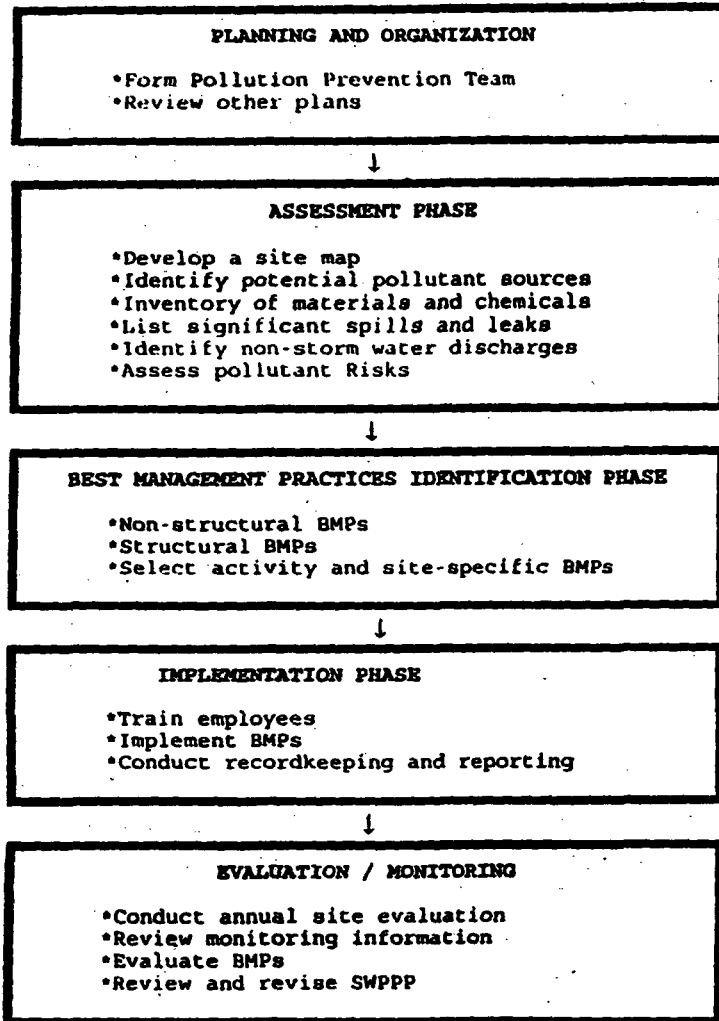 PLANNING AND ORGANIZATION
*Form Pollution Prevention Team
*Review other plans
↓
ASSESSMENT PHASE
*Develop a site map
*Identify potential pollutant sources
*Inventory of materials and chemicals
*List significant spills and leaks
*Identify non-storm water discharges
*Assess pollutant Risks
↓
BEST MANAGEMENT PRACTICES IDENTIFICATION PHASE
*Non-structural BMPs
*Structural BMPs
*Select activity and site-specific BMPs
↓
IMPLEMENTATION PHASE
*Train employees
*Implement BMPs
*Conduct recordkeeping and reporting
↓
EVALUATION / MONITORING
*Conduct annual site evaluation
*Review monitoring information
*Evaluate BMPs
*Review and revise SWPPP